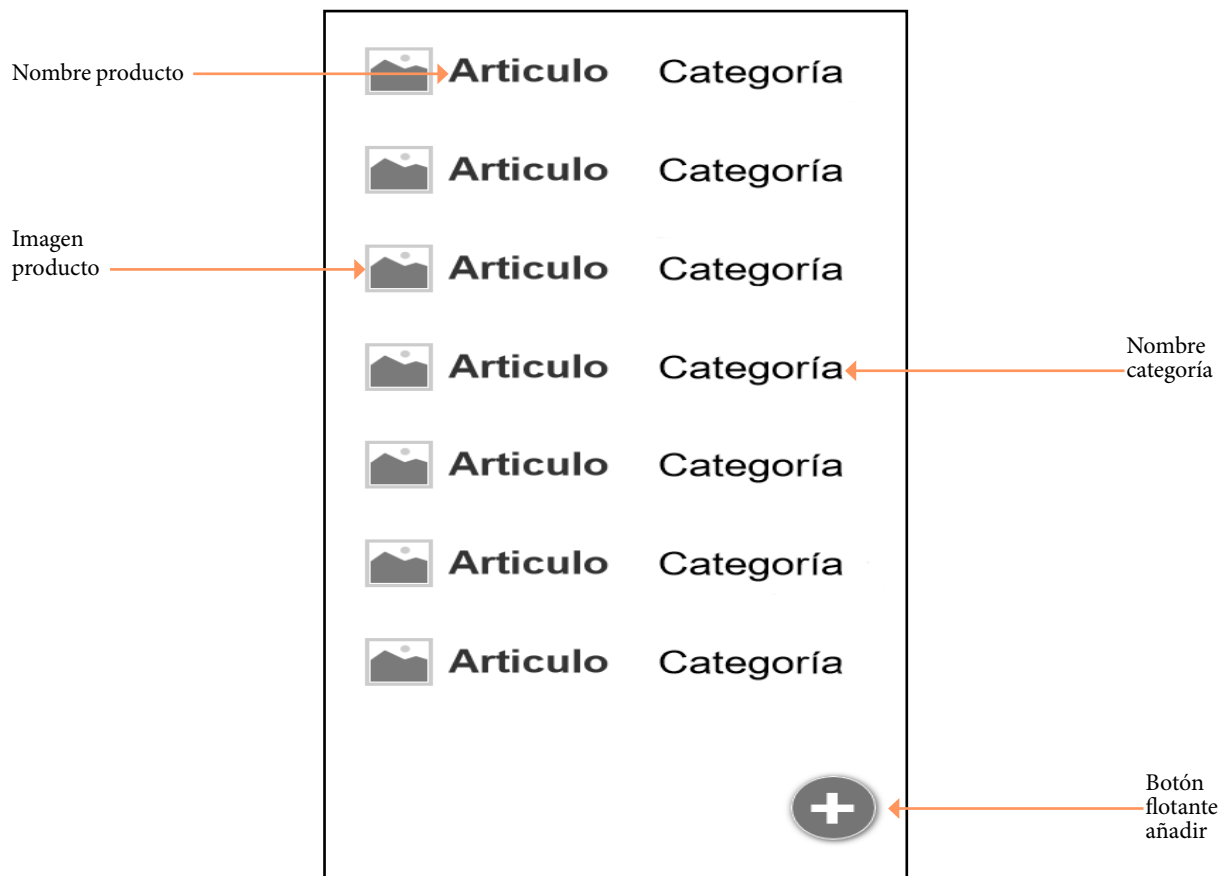 Nombre producto
Articulo Categoría
Articulo Categoría
Imagen
producto
Articulo Categoría
Articulo Categoría
Nombre
categoría
Articulo Categoría
Articulo Categoría
Articulo Categoría
Botón
flotante
añadir